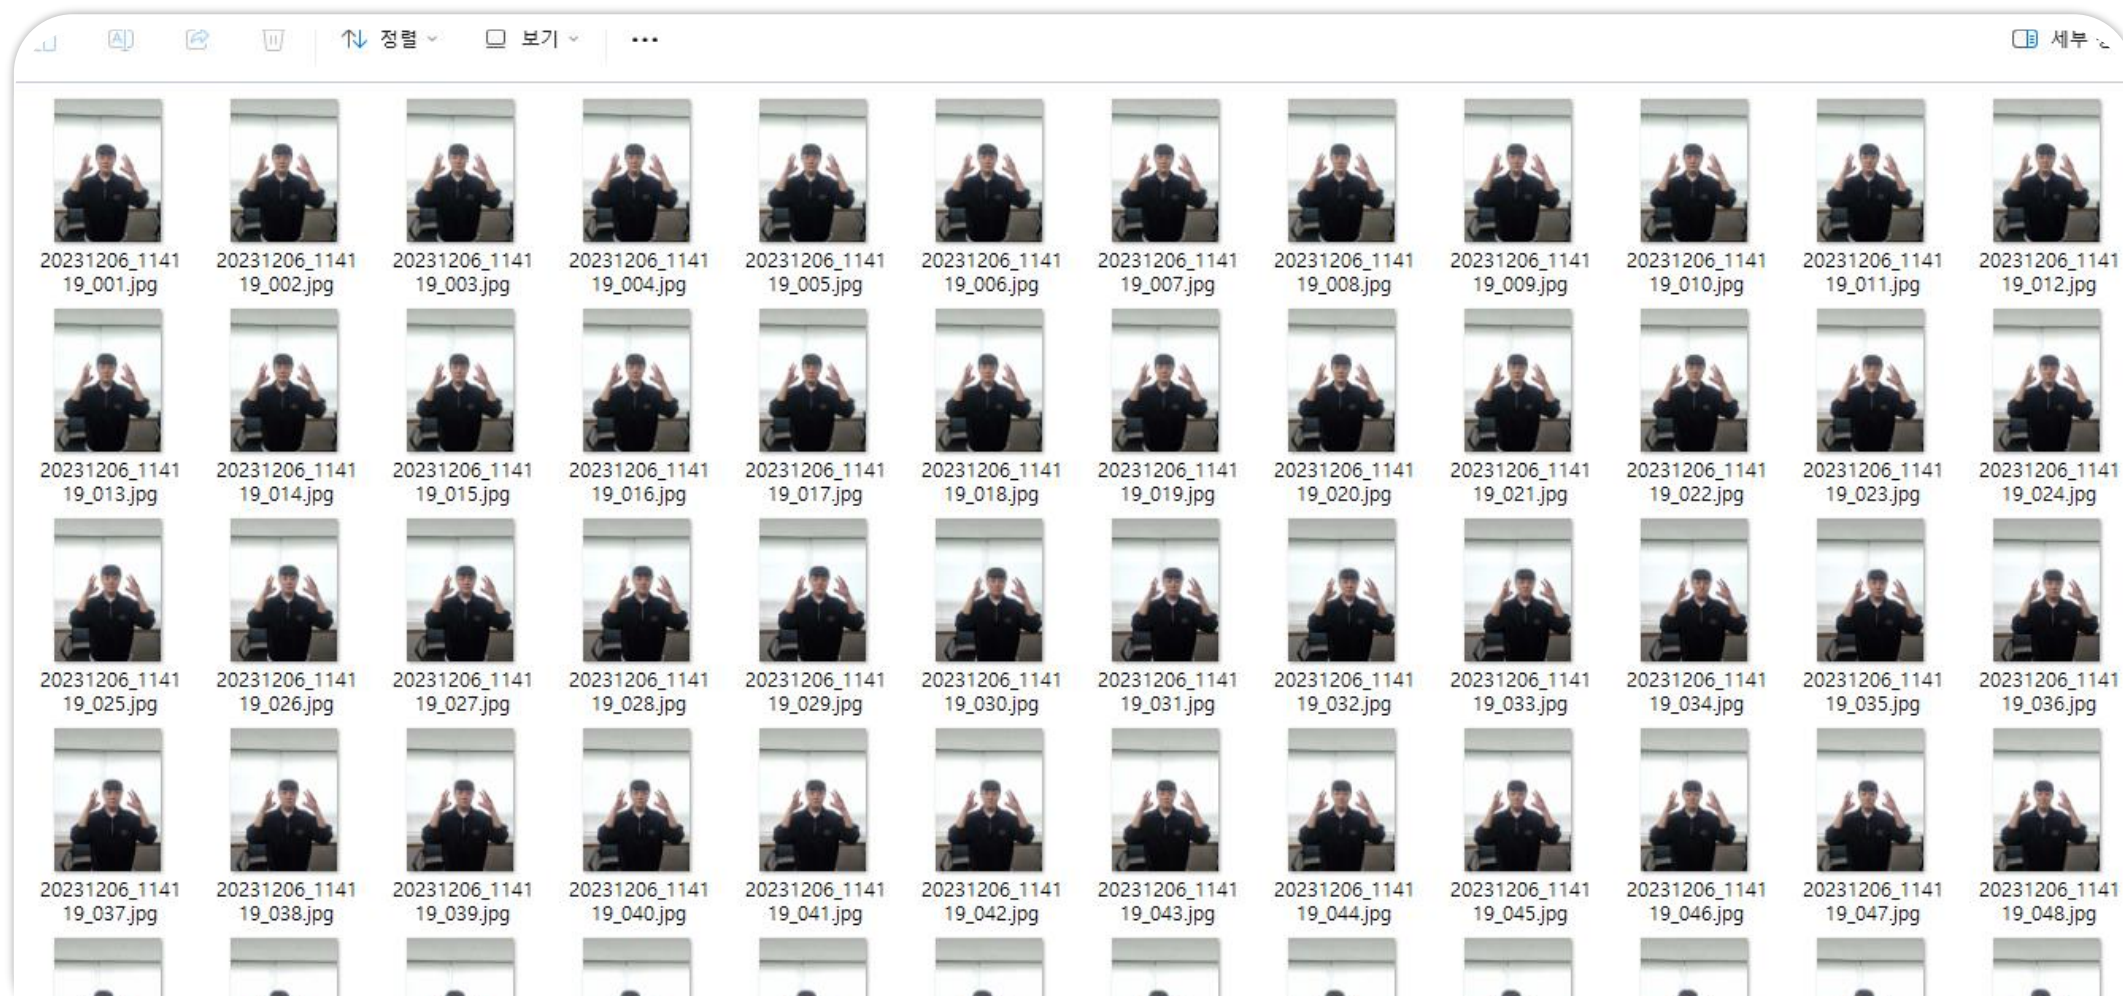 정렬 보기 세부
20231206_1141 20231206_1141 20231206_1141 20231206_1141 20231206_1141 20231206_1141 20231206_1141 20231206_1141 20231206_1141 20231206_1141 20231206_1141 20231206_1141
19_001.jpg 19_002.jpg 19_003.jpg 19_004.jpg 19_005.jpg 19_006.jpg 19_007.jpg 19_008.jpg 19_009.jpg 19_010.jpg 19_011.jpg 19_012.jpg
20231206_1141 20231206_1141 20231206_1141 20231206_1141 20231206_1141 20231206_1141 20231206_1141 20231206_1141 20231206_1141 20231206_1141 20231206_1141 20231206_1141
19_013.jpg 19_014.jpg 19_015.jpg 19_016.jpg 19_017.jpg 19_018.jpg 19_019.jpg 19_020.jpg 19_021.jpg 19_022.jpg 19_023.jpg 19_024.jpg
20231206_1141 20231206_1141 20231206_1141 20231206_1141 20231206_1141 20231206_1141 20231206_1141 20231206_1141 20231206_1141 20231206_1141 20231206_1141 20231206_1141
19_025.jpg 19_026.jpg 19_027.jpg 19_028.jpg 19_029.jpg 19_030.jpg 19_031.jpg 19_032.jpg 19_033.jpg 19_034.jpg 19_035.jpg 19_036.jpg
20231206_1141 20231206_1141 20231206_1141 20231206_1141 20231206_1141 20231206_1141 20231206_1141 20231206_1141 20231206_1141 20231206_1141 20231206_1141 20231206_1141
19_037.jpg 19_038.jpg 19_039.jpg 19_040.jpg 19_041.jpg 19_042.jpg 19_043.jpg 19_044.jpg 19_045.jpg 19_046.jpg 19_047.jpg 19_048.jpg